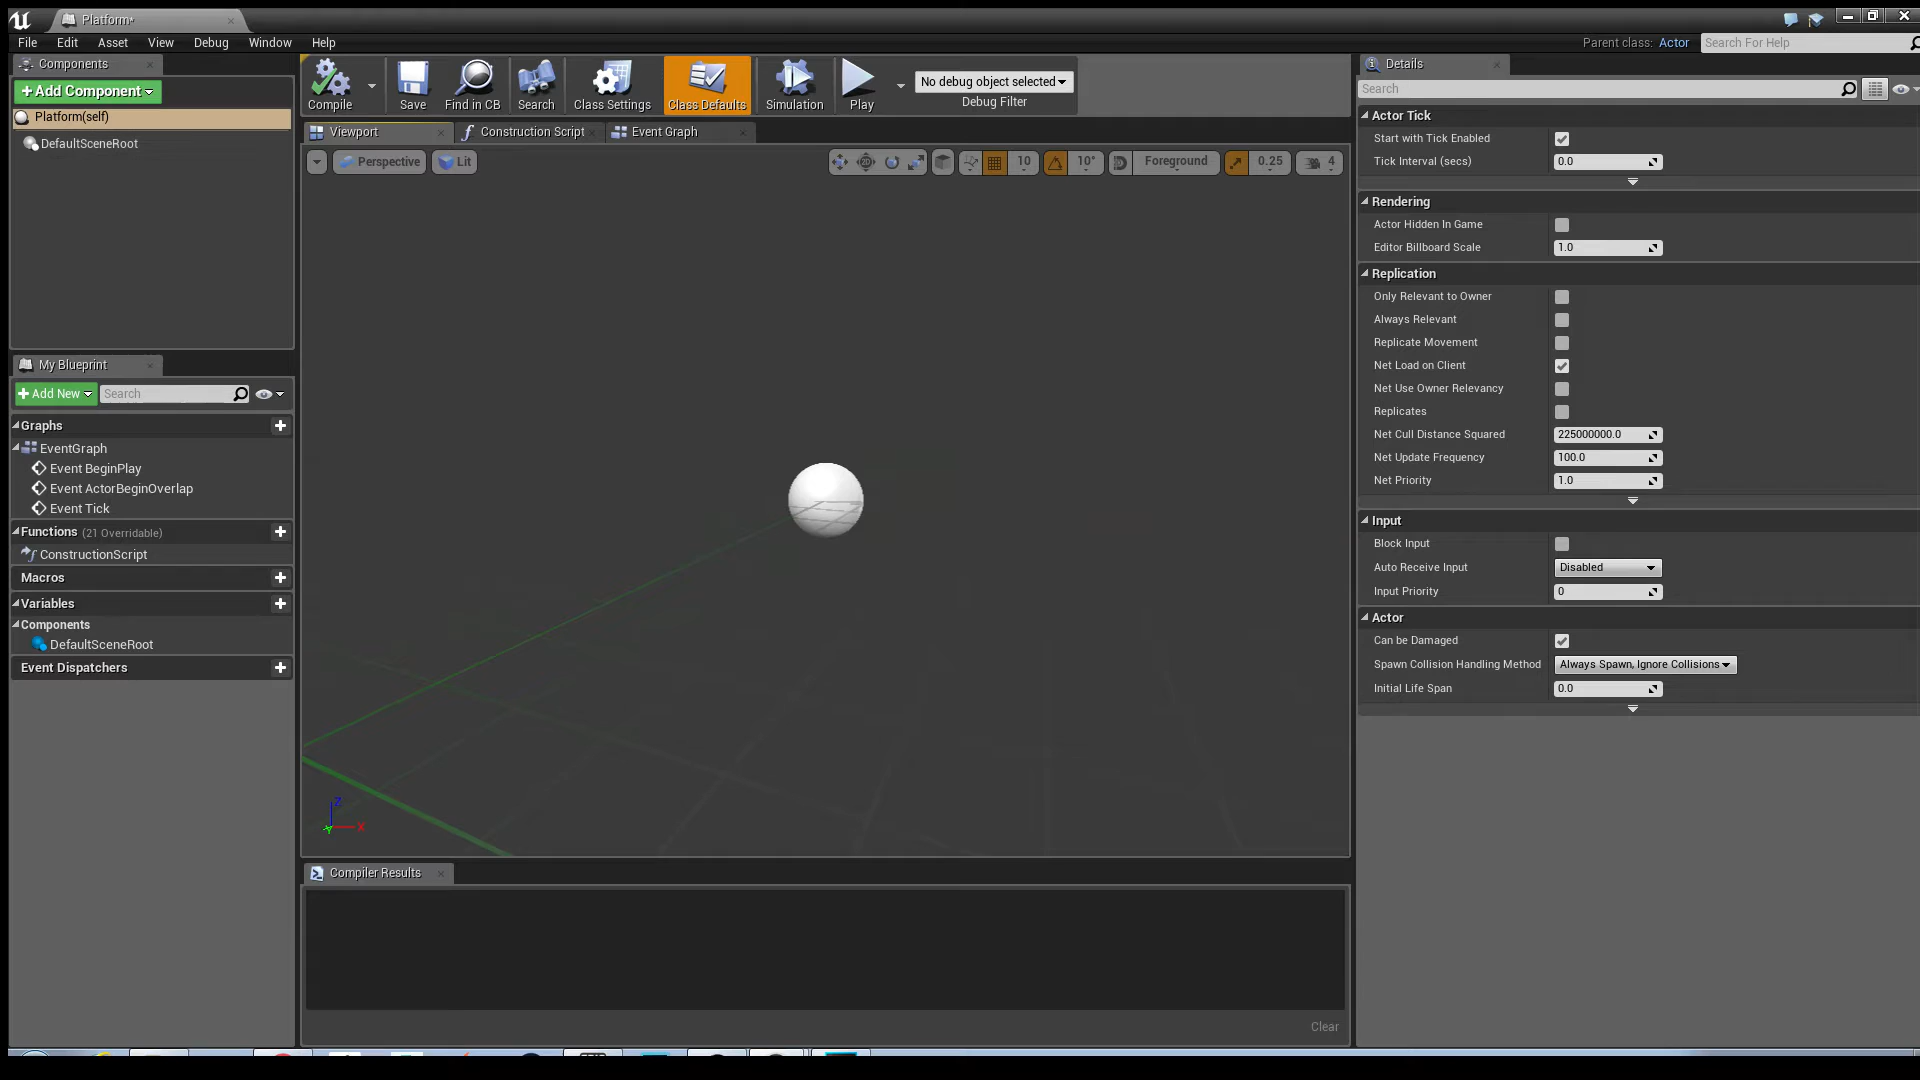 Platform*
File Edit Asset View Debug Window Help
Parent class: Actor Search For Help
Components
+Add Component
Platform(self)
DefaultSceneRoot
My Blueprint
+Add New Search
Graphs
EventGraph
Event BeginPlay
Event ActorBeginOverlap
Event Tick
Functions (21 Overridable)
ConstructionScript
Macros
Variables
Components
DefaultSceneRoot
Event Dispatchers
Compile Save Find in CB Search Class Settings Class Defaults Simulation Play
No debug object selected
Debug Filter
Viewport Construction Script Event Graph
Perspective Lit 10 10° Foreground 0.25 4
Z
X
Y
Compiler Results
Clear
Details
Search
Actor Tick
Start with Tick Enabled
Tick Interval (secs) 0.0
Rendering
Actor Hidden In Game
Editor Billboard Scale 1.0
Replication
Only Relevant to Owner
Always Relevant
Replicate Movement
Net Load on Client
Net Use Owner Relevancy
Replicates
Net Cull Distance Squared 225000000.0
Net Update Frequency 100.0
Net Priority 1.0
Input
Block Input
Auto Receive Input Disabled
Input Priority 0
Actor
Can be Damaged
Spawn Collision Handling Method Always Spawn, Ignore Collisions
Initial Life Span 0.0